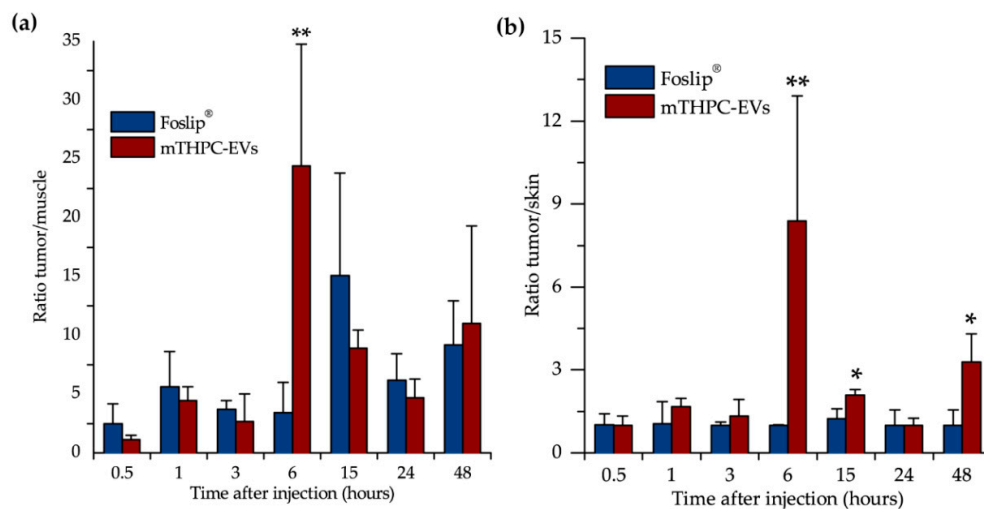 (a)
35
30
25
20
15
10
5
0
Ratio tumor/muscle
Foslip®
mTHPC-EVs
**
0.5 1 3 6 15 24 48
Time after injection (hours)
(b)
15
12
9
6
3
0
Ratio tumor/skin
Foslip®
mTHPC-EVs
**
*
*
0.5 1 3 6 15 24 48
Time after injection (hours)